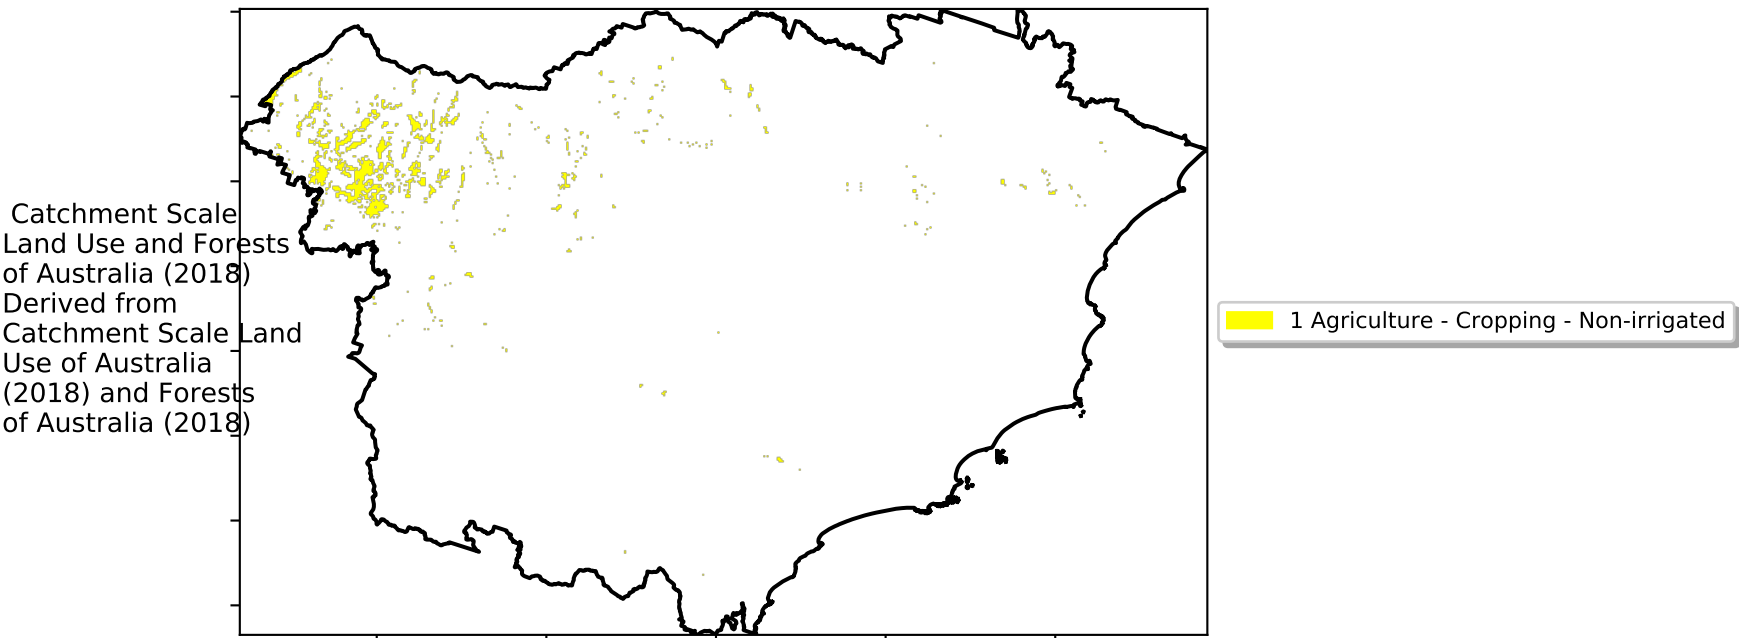 Catchment Scale
Land Use and Forests
of Australia (2018)
Derived from
Catchment Scale Land
Use of Australia
(2018) and Forests
of Australia (2018)
1 Agriculture - Cropping - Non-irrigated